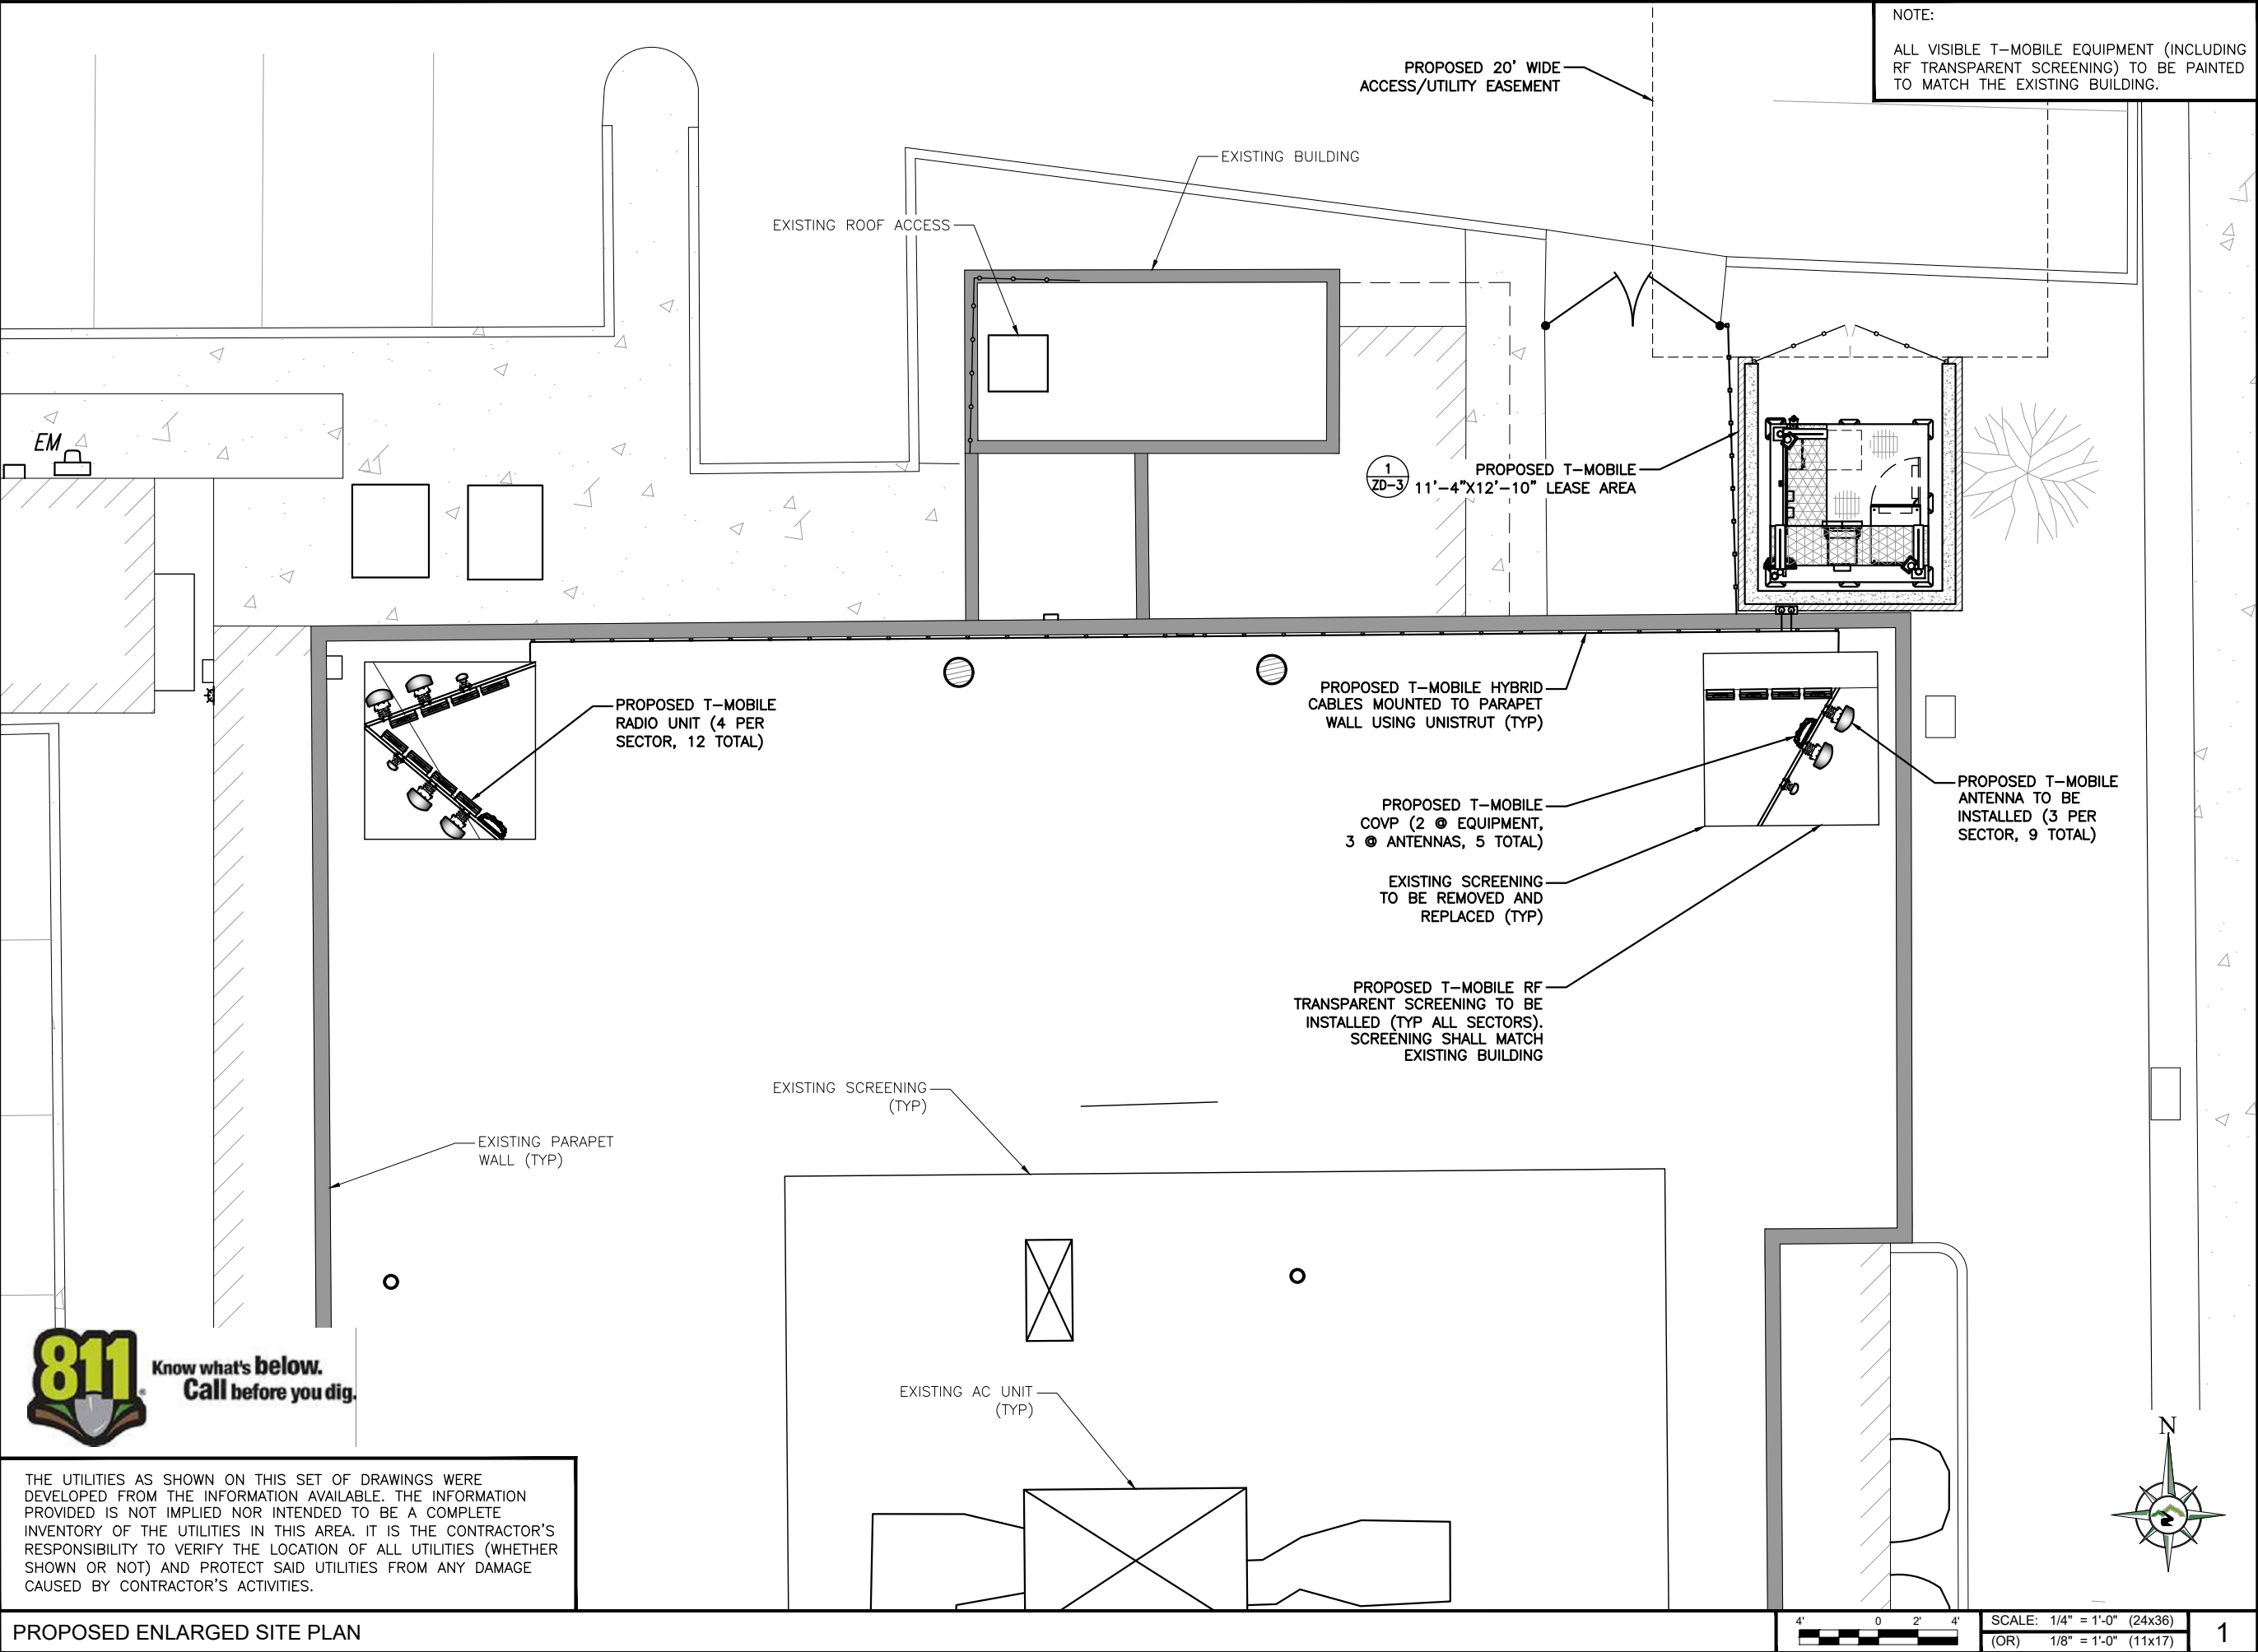 NOTE:
ALL VISIBLE T-MOBILE EQUIPMENT (INCLUDING
RF TRANSPARENT SCREENING) TO BE PAINTED
TO MATCH THE EXISTING BUILDING.
PROPOSED 20' WIDE
ACCESS/UTILITY EASEMENT
EXISTING BUILDING
EXISTING ROOF ACCESS
EM
1
ZD-3
PROPOSED T-MOBILE
11'-4"X12'-10" LEASE AREA
PROPOSED T-MOBILE
RADIO UNIT (4 PER
SECTOR, 12 TOTAL)
PROPOSED T-MOBILE HYBRID
CABLES MOUNTED TO PARAPET
WALL USING UNISTRUT (TYP)
PROPOSED T-MOBILE
COVP (2 @ EQUIPMENT,
3 @ ANTENNAS, 5 TOTAL)
PROPOSED T-MOBILE
ANTENNA TO BE
INSTALLED (3 PER
SECTOR, 9 TOTAL)
EXISTING SCREENING
TO BE REMOVED AND
REPLACED (TYP)
PROPOSED T-MOBILE RF
TRANSPARENT SCREENING TO BE
INSTALLED (TYP ALL SECTORS).
SCREENING SHALL MATCH
EXISTING BUILDING
EXISTING SCREENING
(TYP)
EXISTING PARAPET
WALL (TYP)
EXISTING AC UNIT
(TYP)
811
®
Know what's below.
Call before you dig.
N
THE UTILITIES AS SHOWN ON THIS SET OF DRAWINGS WERE
DEVELOPED FROM THE INFORMATION AVAILABLE. THE INFORMATION
PROVIDED IS NOT IMPLIED NOR INTENDED TO BE A COMPLETE
INVENTORY OF THE UTILITIES IN THIS AREA. IT IS THE CONTRACTOR'S
RESPONSIBILITY TO VERIFY THE LOCATION OF ALL UTILITIES (WHETHER
SHOWN OR NOT) AND PROTECT SAID UTILITIES FROM ANY DAMAGE
CAUSED BY CONTRACTOR'S ACTIVITIES.
PROPOSED ENLARGED SITE PLAN
4' 0 2' 4'
SCALE: 1/4" = 1'-0" (24x36)
(OR) 1/8" = 1'-0" (11x17)
1